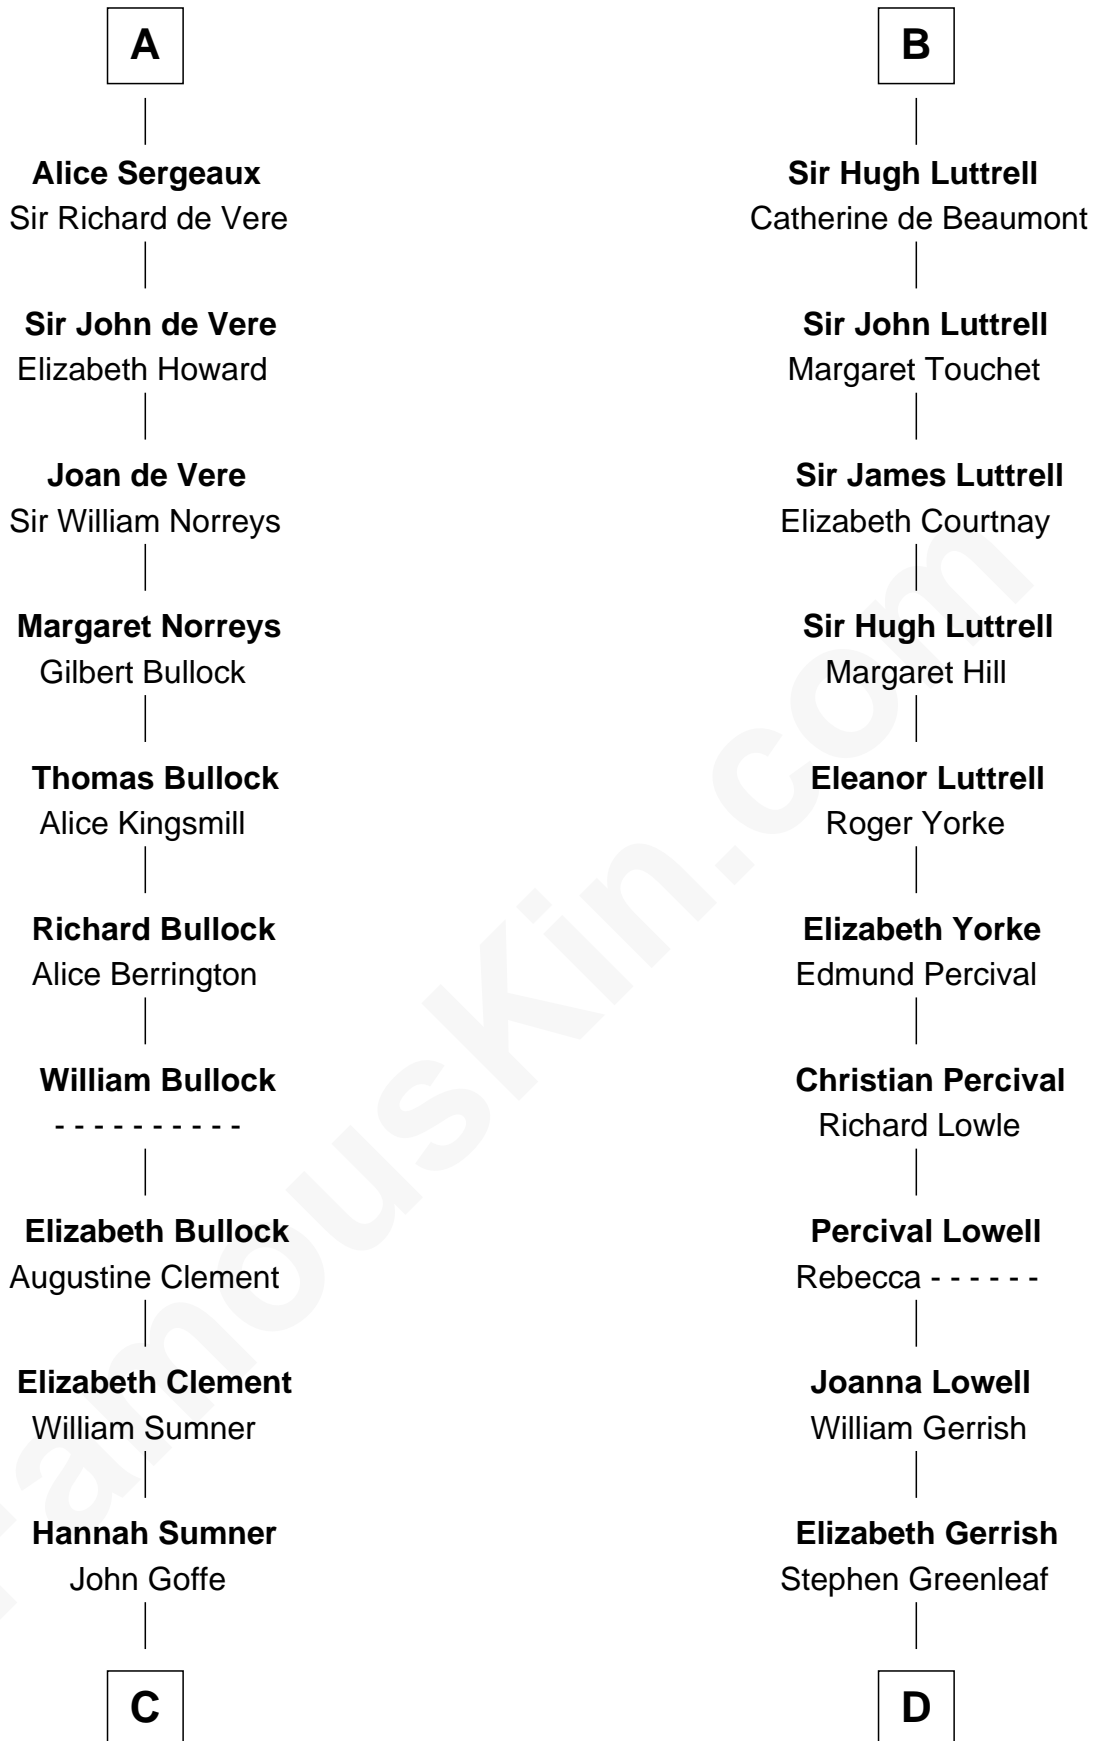 A
Alice Sergeaux
Sir Richard de Vere
Sir John de Vere
Elizabeth Howard
Joan de Vere
Sir William Norreys
Margaret Norreys
Gilbert Bullock
Thomas Bullock
Alice Kingsmill
Richard Bullock
Alice Berrington
William Bullock
- - - - - - - - - -
Elizabeth Bullock
Augustine Clement
Elizabeth Clement
William Sumner
Hannah Sumner
John Goffe
C
B
Sir Hugh Luttrell
Catherine de Beaumont
Sir John Luttrell
Margaret Touchet
Sir James Luttrell
Elizabeth Courtnay
Sir Hugh Luttrell
Margaret Hill
Eleanor Luttrell
Roger Yorke
Elizabeth Yorke
Edmund Percival
Christian Percival
Richard Lowle
Percival Lowell
Rebecca - - - - - -
Joanna Lowell
William Gerrish
Elizabeth Gerrish
Stephen Greenleaf
D
FamousKin.com